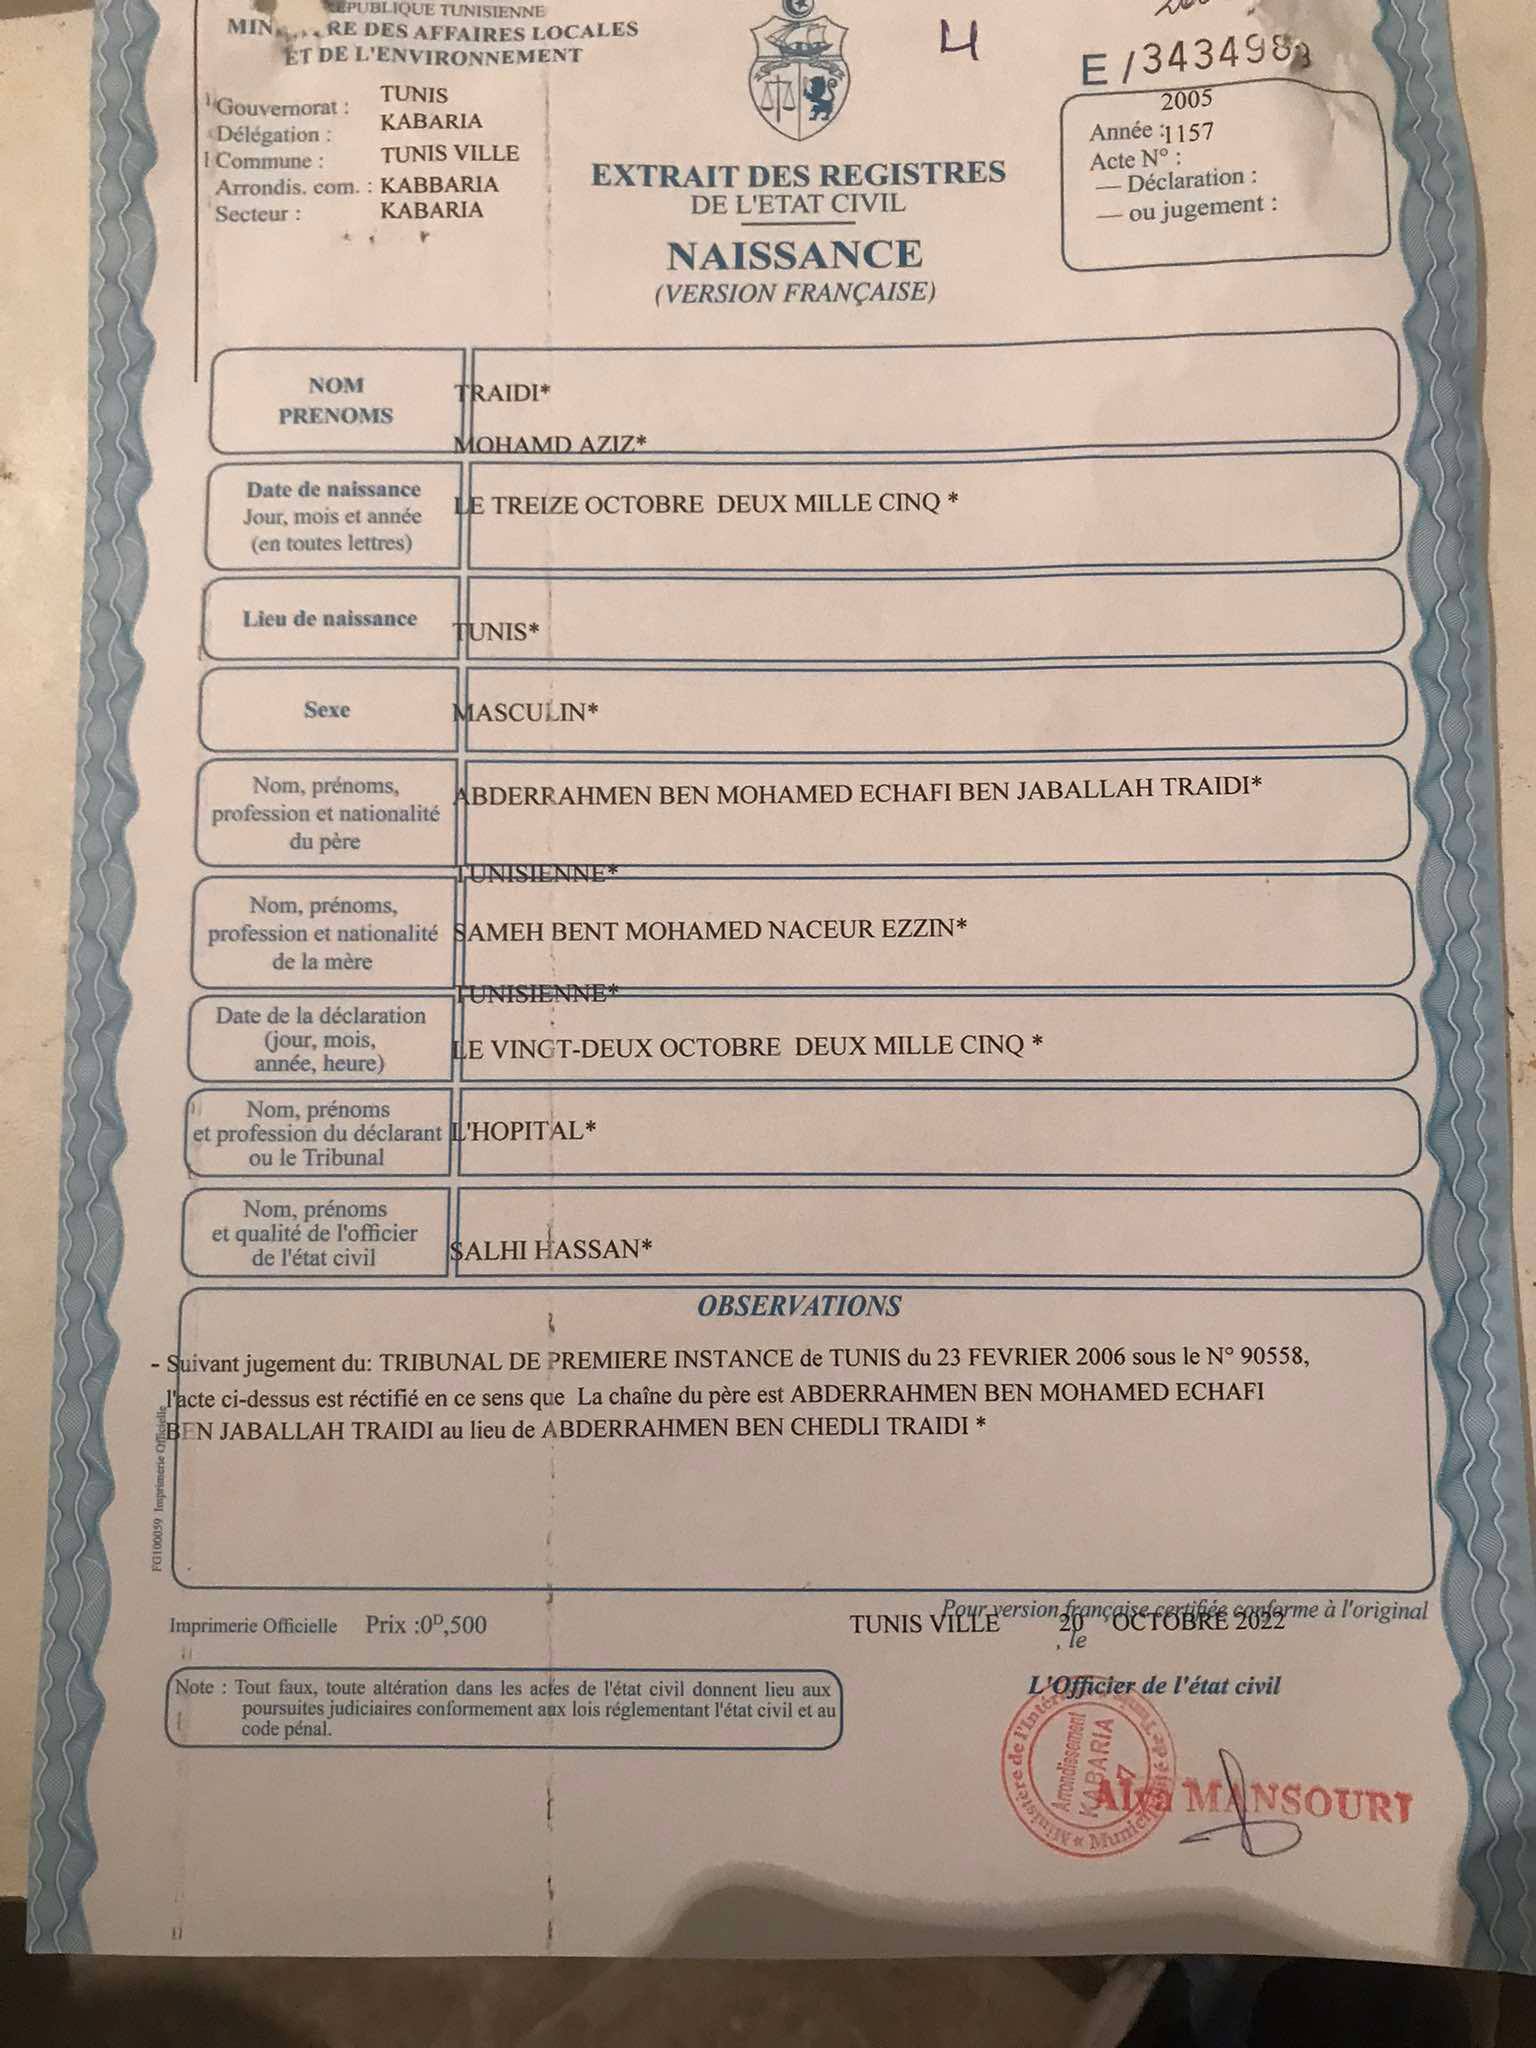 RÉPUBLIQUE TUNISIENNE
DES AFFAIRES LOCALES
ET DE L'ENVIRONNEMENT
Gouvernorat : TUNIS
Délégation : KABARIA
Commune : TUNIS VILLE
Arrondis. com. : KABBARIA
Secteur : KABARIA
4
EXTRAIT DES REGISTRES
DE L'ETAT CIVIL
NAISSANCE
(VERSION FRANÇAISE)
2005
Année : 1157
Acte N° :
— Déclaration :
— ou jugement :
NOM
PRENOMS
TRAIDI*
MOHAMD AZIZ*
Date de naissance
Jour, mois et année
(en toutes lettres)
LE TREIZE OCTOBRE DEUX MILLE CINQ *
Lieu de naissance
TUNIS*
Sexe
MASCULIN*
Nom, prénoms,
profession et nationalité
du père
ABDERRAHMEN BEN MOHAMED ECHAFI BEN JABALLAH TRAIDI*
TUNISIENNE*
Nom, prénoms,
profession et nationalité
de la mère
SAMEH BENT MOHAMED NACEUR EZZIN*
TUNISIENNE*
Date de la déclaration
(jour, mois,
année, heure)
LE VINGT-DEUX OCTOBRE DEUX MILLE CINQ *
Nom, prénoms
et profession du déclarant
ou le Tribunal
L'HOPITAL*
Nom, prénoms
et qualité de l'officier
de l'état civil
SALHI HASSAN*
OBSERVATIONS
- Suivant jugement du: TRIBUNAL DE PREMIERE INSTANCE de TUNIS du 23 FEVRIER 2006 sous le N° 90558,
l'acte ci-dessus est réctifié en ce sens que La chaîne du père est ABDERRAHMEN BEN MOHAMED ECHAFI
BEN JABALLAH TRAIDI au lieu de ABDERRAHMEN BEN CHEDLI TRAIDI *
FG100059 Imprimerie Officielle
Imprimerie Officielle Prix :0D,500
Pour version française certifiée conforme à l'original
TUNIS VILLE , le 20 OCTOBRE 2022
Note : Tout faux, toute altération dans les actes de l'état civil donnent lieu aux
poursuites judiciaires conformement aux lois réglementant l'état civil et au
code pénal.
L'Officier de l'état civil
Ministère de l'Intérieur
Arrondissement
KABARIA
7
MANSOURI